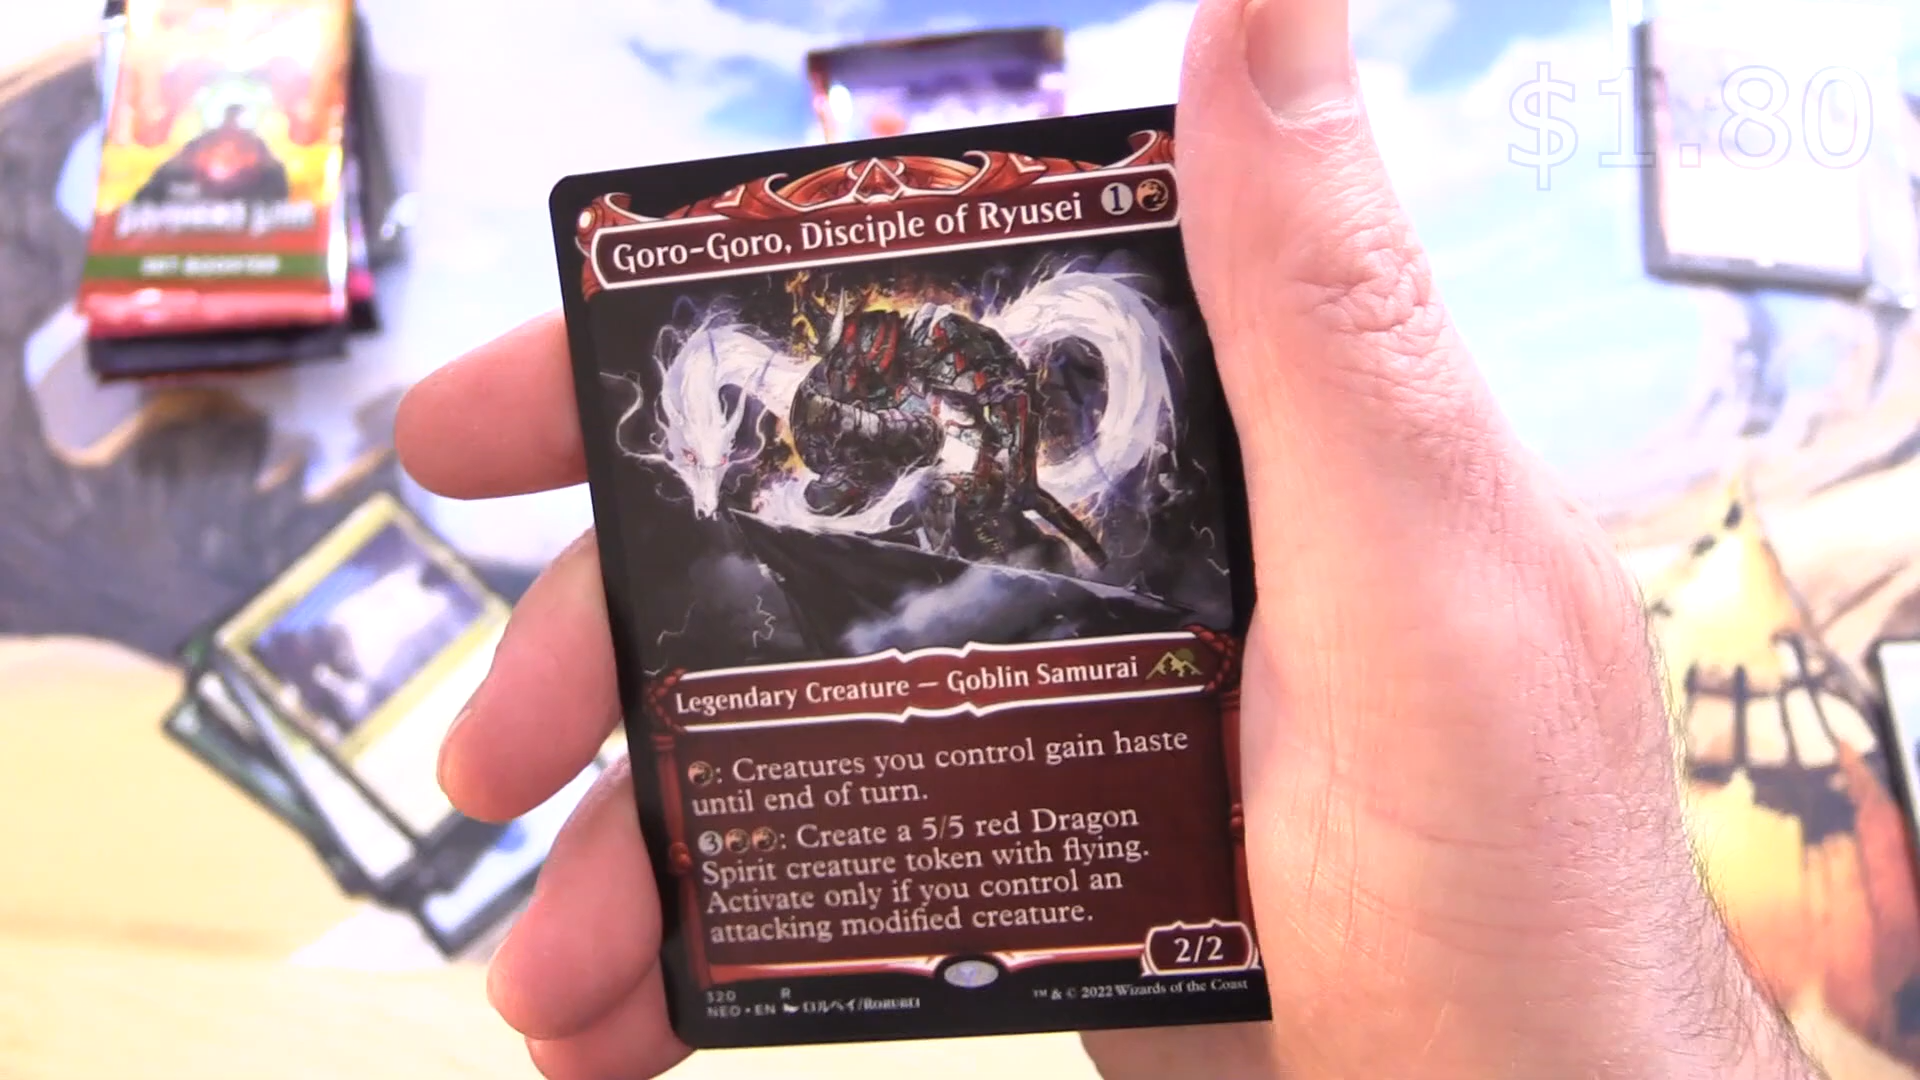 $1.80
Goro-Goro, Disciple of Ryusei 1
Legendary Creature — Goblin Samurai
: Creatures you control gain haste
until end of turn.
3: Create a 5/5 red Dragon
Spirit creature token with flying.
Activate only if you control an
attacking modified creature.
2/2
320 R
NEO • EN
™ & © 2022 Wizards of the Coast
SET BOOSTER